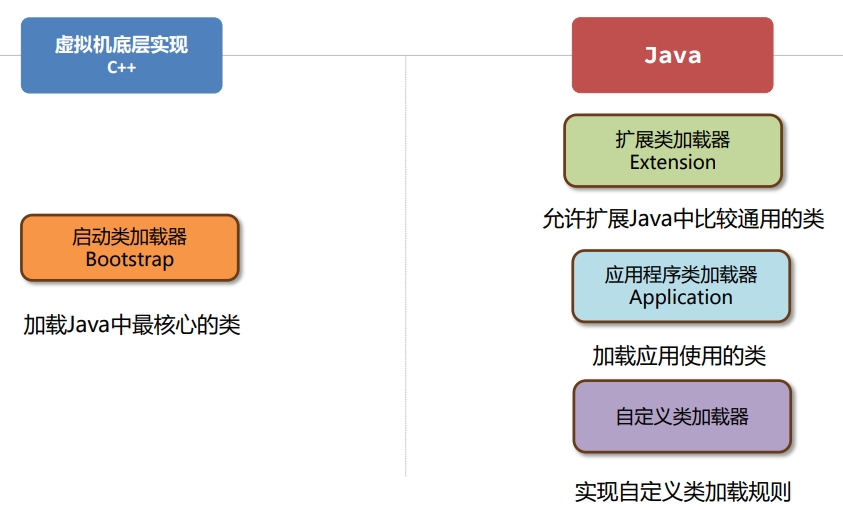 虚拟机底层实现
C++
Java
扩展类加载器
Extension
允许扩展Java中比较通用的类
启动类加载器
Bootstrap
加载Java中最核心的类
应用程序类加载器
Application
加载应用使用的类
自定义类加载器
实现自定义类加载规则